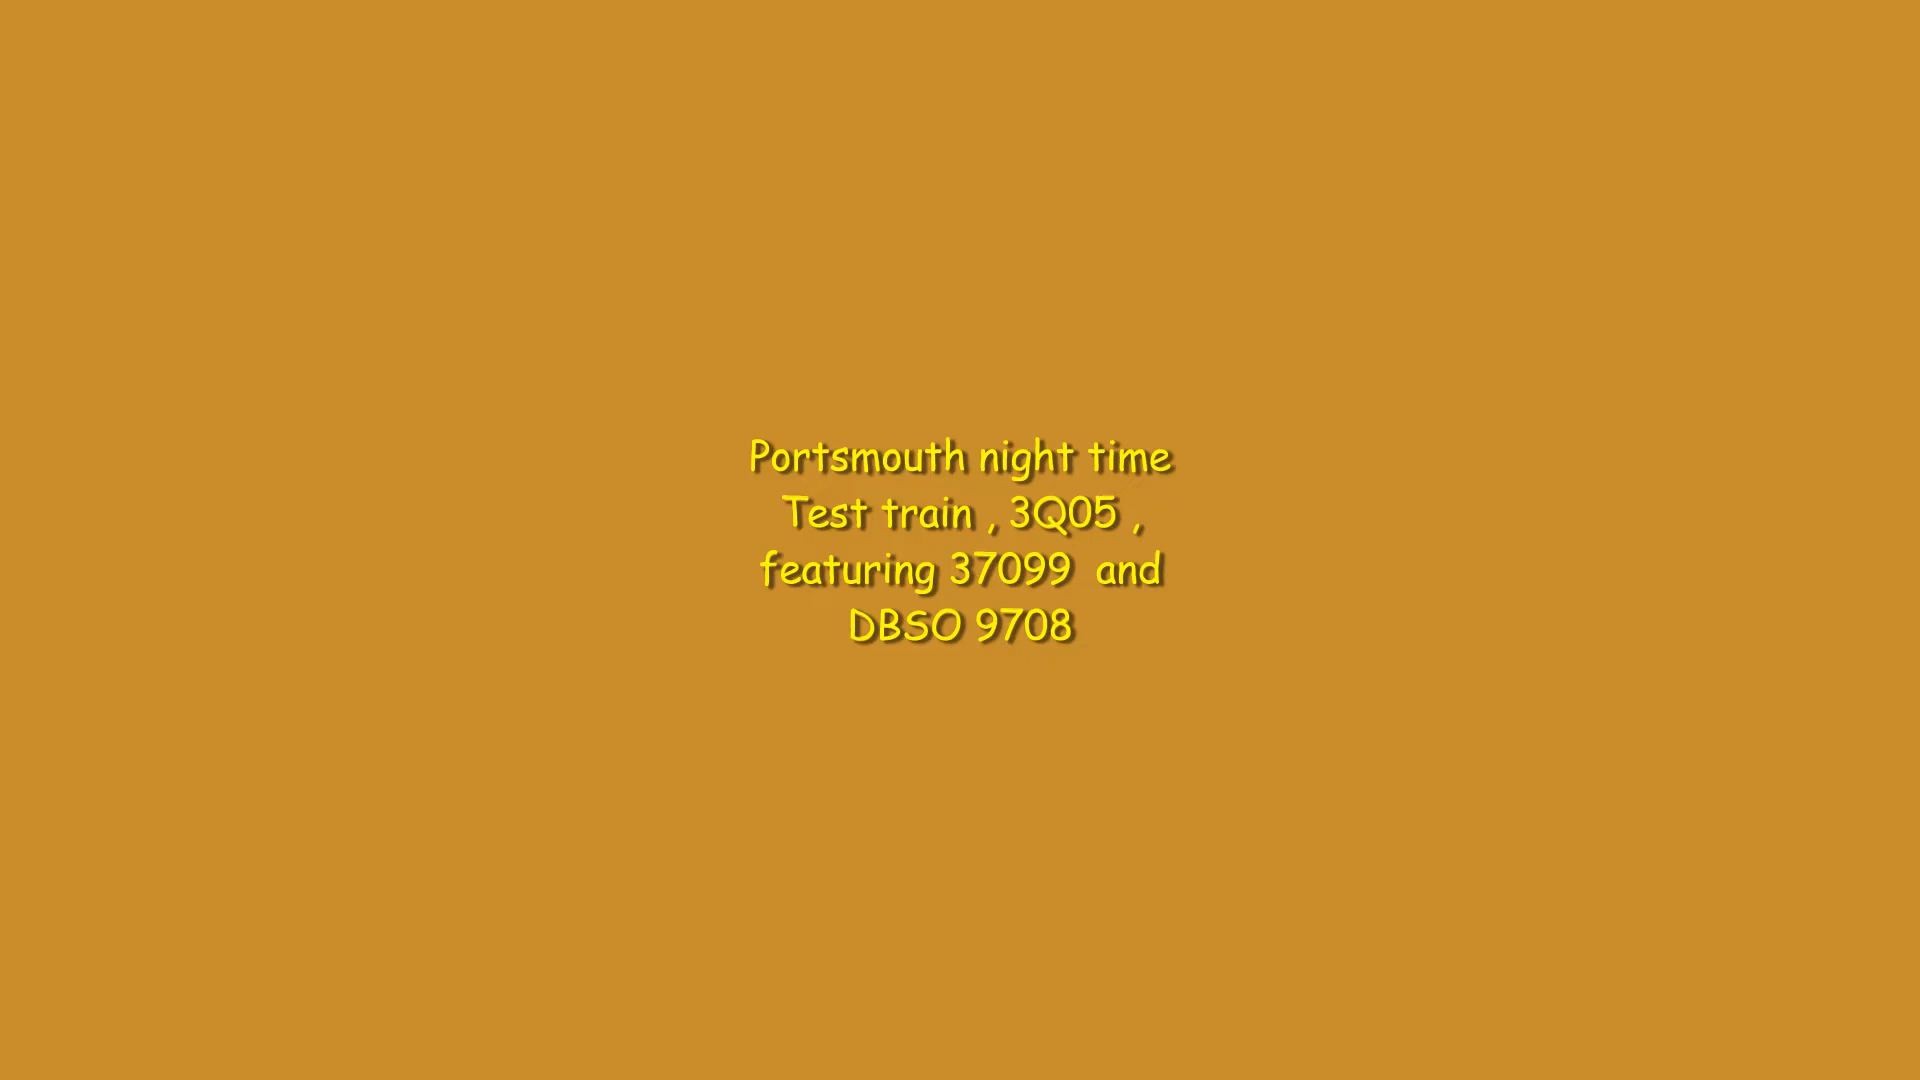 Portsmouth night time
Test train , 3Q05 ,
featuring 37099  and
DBSO 9708